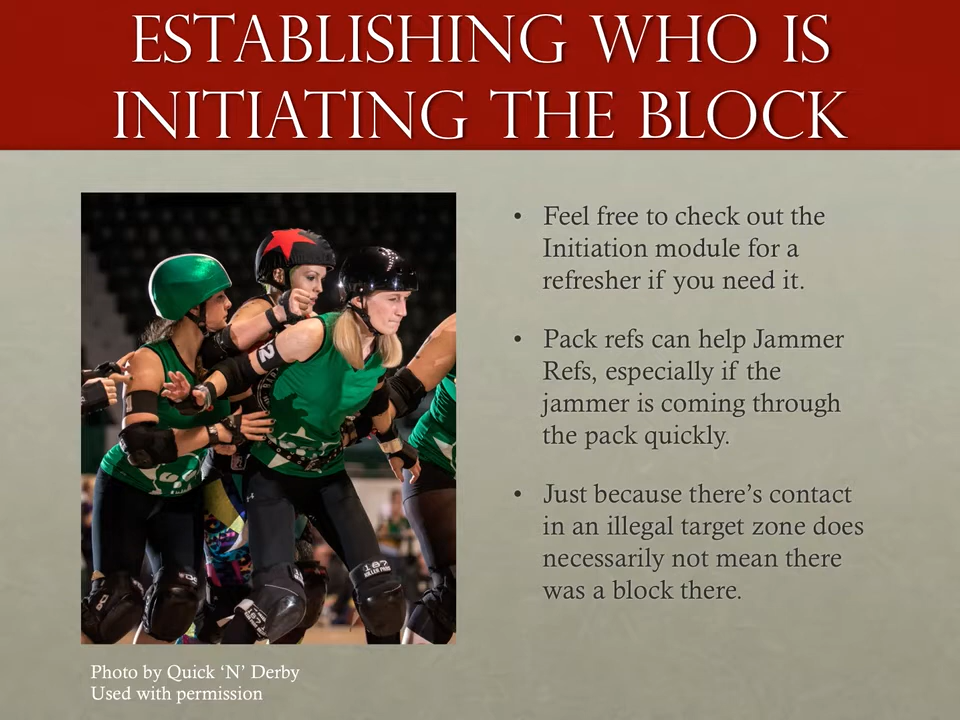 ESTABLISHING WHO IS
INITIATING THE BLOCK
• Feel free to check out the
Initiation module for a
refresher if you need it.
• Pack refs can help Jammer
Refs, especially if the
jammer is coming through
the pack quickly.
• Just because there’s contact
in an illegal target zone does
necessarily not mean there
was a block there.
187
KILLER PADS
Photo by Quick ‘N’ Derby
Used with permission